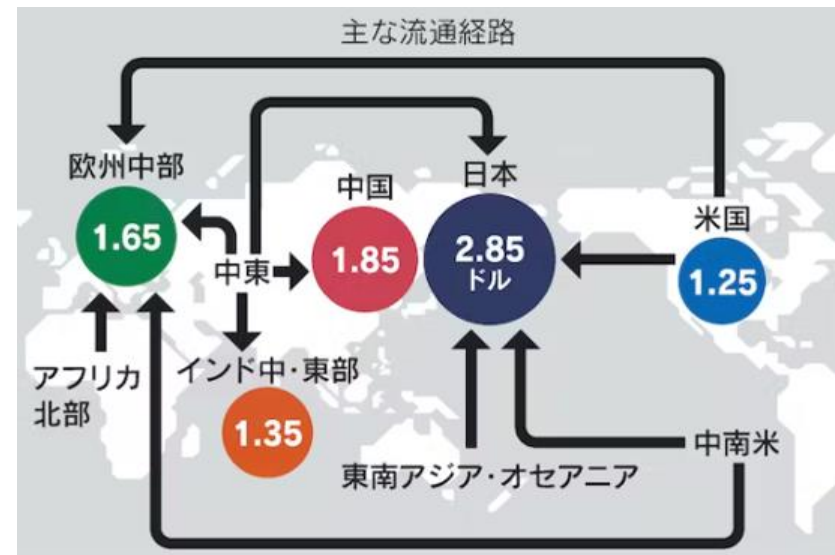 主な流通経路
欧州中部
1.65
中国
1.85
日本
2.85
ドル
米国
1.25
中東
アフリカ
北部
インド中・東部
1.35
東南アジア・オセアニア
中南米